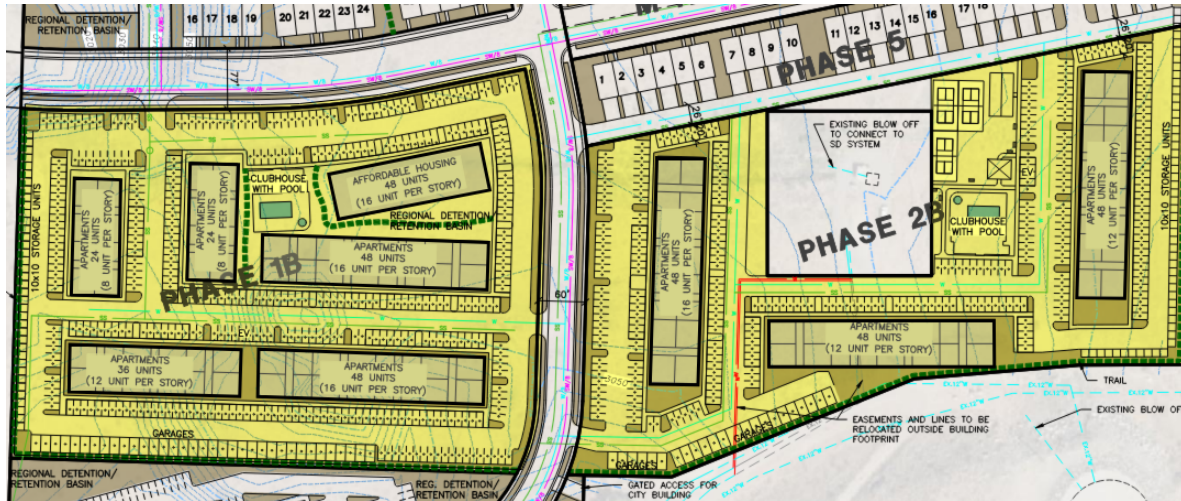 REGIONAL DETENTION/
RETENTION BASIN
16 17 18 19
20 21 22 23 24
77'
SW/R
W/R
1 2 3 4 5 6
7 8 9 10
11 12 13 14 15 16
17 18
PHASE 5
26'
26'
10x10 STORAGE UNITS
APARTMENTS
24 UNITS
(8 UNIT PER STORY)
APARTMENTS
24 UNITS
(8 UNIT PER STORY)
CLUBHOUSE
WITH POOL
AFFORDABLE HOUSING
48 UNITS
(16 UNIT PER STORY)
REGIONAL DETENTION/
RETENTION BASIN
APARTMENTS
48 UNITS
(16 UNIT PER STORY)
PHASE 1B
EV
APARTMENTS
36 UNITS
(12 UNIT PER STORY)
APARTMENTS
48 UNITS
(16 UNIT PER STORY)
GARAGES
REGIONAL DETENTION/
RETENTION BASIN
REG. DETENTION/
RETENTION BASIN
60'
APARTMENTS
48 UNITS
(16 UNIT PER STORY)
3050
EXISTING BLOW OFF
TO CONNECT TO
SD SYSTEM
PHASE 2B
CLUBHOUSE
WITH POOL
EV
APARTMENTS
48 UNITS
(12 UNIT PER STORY)
10x10 STORAGE UNITS
APARTMENTS
48 UNITS
(12 UNIT PER STORY)
TRAIL
EX.12"W
EXISTING BLOW OF
EASEMENTS AND LINES TO BE
RELOCATED OUTSIDE BUILDING
FOOTPRINT
GARAGES
GARAGES
GATED ACCESS FOR
CITY BUILDING